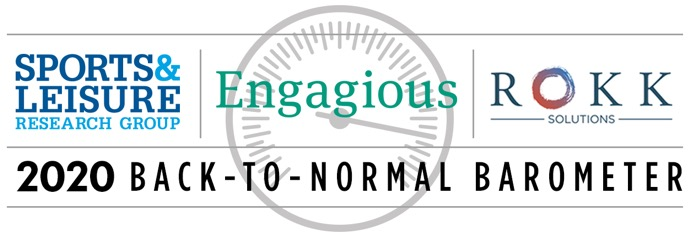 SPORTS&
LEISURE
RESEARCH GROUP
Engagious
ROKK
SOLUTIONS
2020 BACK-TO-NORMAL BAROMETER